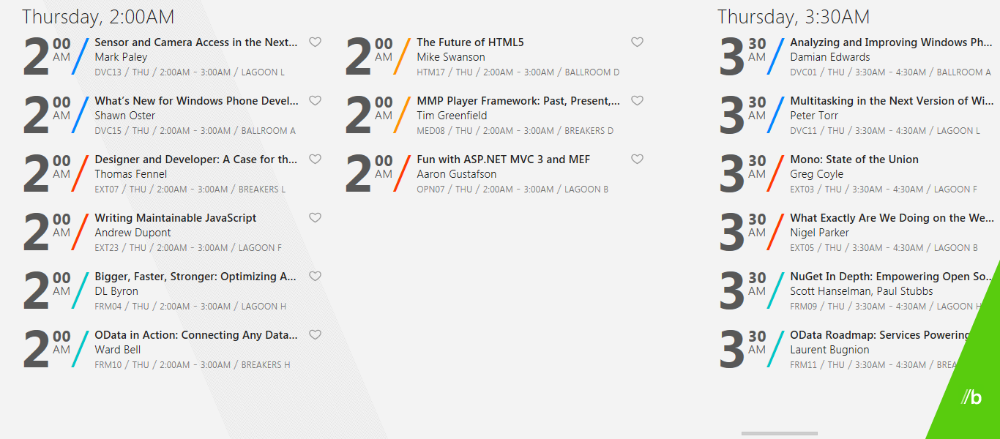 Thursday, 2:00AM
2 00 AM
Sensor and Camera Access in the Next...
Mark Paley
DVC13 / THU / 2:00AM - 3:00AM / LAGOON L
2 00 AM
What's New for Windows Phone Devel...
Shawn Oster
DVC15 / THU / 2:00AM - 3:00AM / BALLROOM A
2 00 AM
Designer and Developer: A Case for th...
Thomas Fennel
EXT07 / THU / 2:00AM - 3:00AM / BREAKERS L
2 00 AM
Writing Maintainable JavaScript
Andrew Dupont
EXT23 / THU / 2:00AM - 3:00AM / LAGOON F
2 00 AM
Bigger, Faster, Stronger: Optimizing A...
DL Byron
FRM04 / THU / 2:00AM - 3:00AM / LAGOON H
2 00 AM
OData in Action: Connecting Any Data...
Ward Bell
FRM10 / THU / 2:00AM - 3:00AM / BREAKERS H
2 00 AM
The Future of HTML5
Mike Swanson
HTM17 / THU / 2:00AM - 3:00AM / BALLROOM D
2 00 AM
MMP Player Framework: Past, Present,...
Tim Greenfield
MED08 / THU / 2:00AM - 3:00AM / BREAKERS D
2 00 AM
Fun with ASP.NET MVC 3 and MEF
Aaron Gustafson
OPN07 / THU / 2:00AM - 3:00AM / LAGOON B
Thursday, 3:30AM
3 30 AM
Analyzing and Improving Windows Ph...
Damian Edwards
DVC01 / THU / 3:30AM - 4:30AM / BALLROOM A
3 30 AM
Multitasking in the Next Version of Wi...
Peter Torr
DVC11 / THU / 3:30AM - 4:30AM / LAGOON L
3 30 AM
Mono: State of the Union
Greg Coyle
EXT03 / THU / 3:30AM - 4:30AM / LAGOON F
3 30 AM
What Exactly Are We Doing on the We...
Nigel Parker
EXT05 / THU / 3:30AM - 4:30AM / LAGOON B
3 30 AM
NuGet In Depth: Empowering Open So...
Scott Hanselman, Paul Stubbs
FRM09 / THU / 3:30AM - 4:30AM / LAGOON H
3 30 AM
OData Roadmap: Services Powering
Laurent Bugnion
FRM11 / THU / 3:30AM - 4:30AM /
//b